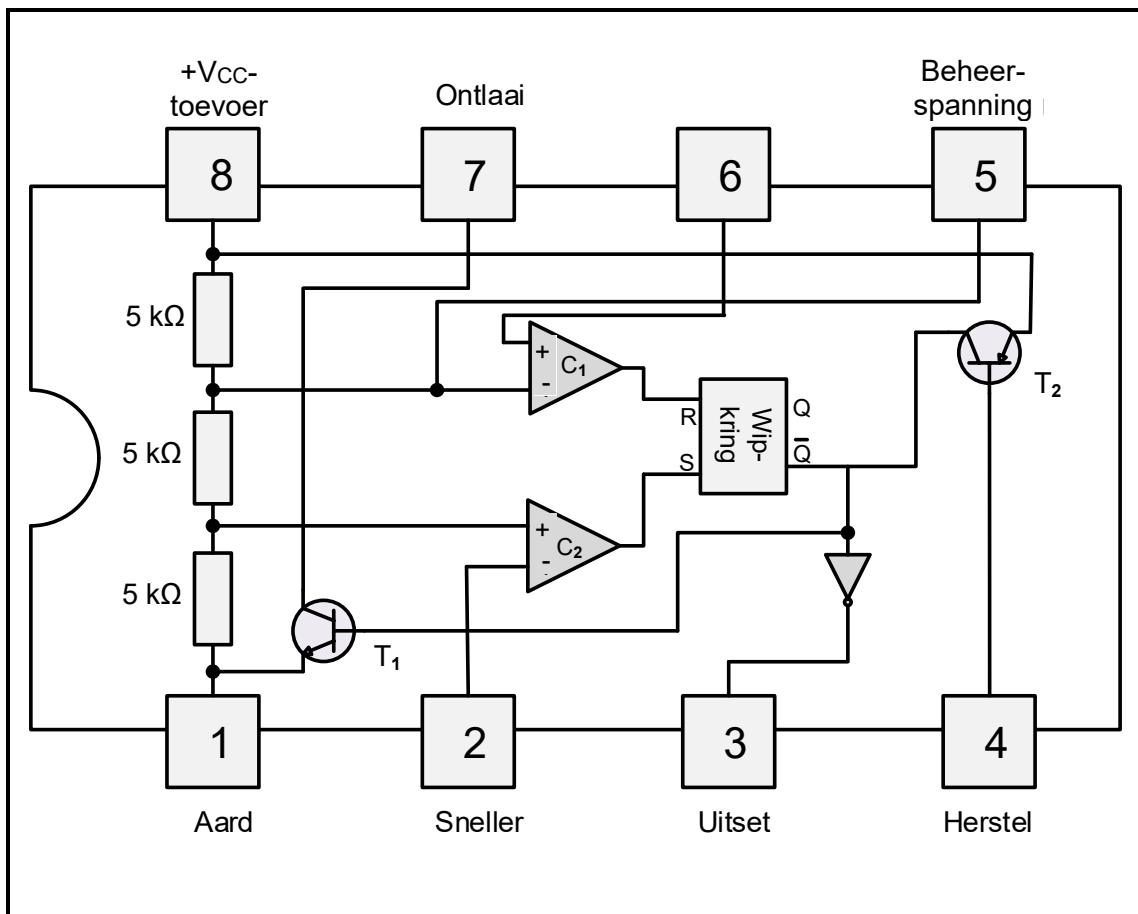 +VCC-
toevoer
Ontlaai
Beheer-
spanning
8
7
6
5
5 kΩ
+
-
C1
T2
5 kΩ
R
S
Wip-
kring
Q
Q̅
+
-
C2
5 kΩ
T1
1
2
3
4
Aard
Sneller
Uitset
Herstel